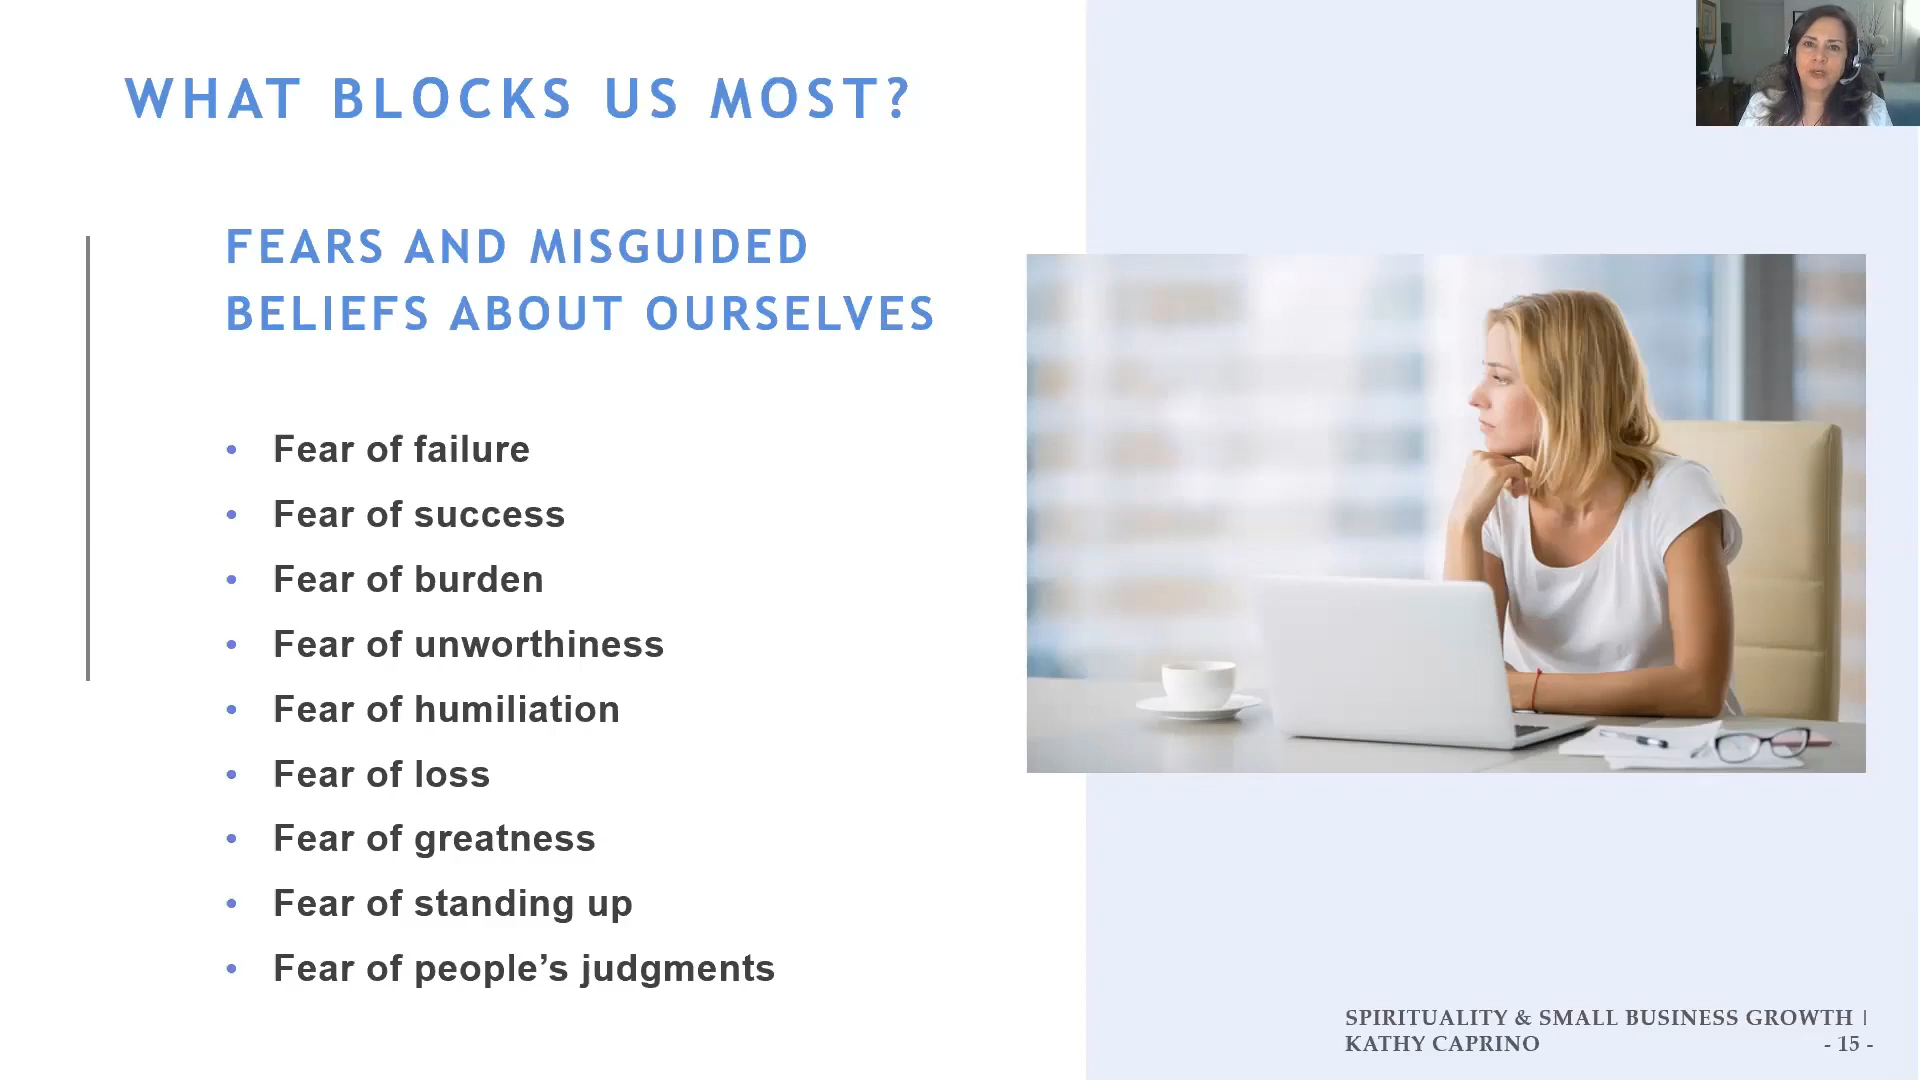 WHAT BLOCKS US MOST?
FEARS AND MISGUIDED
BELIEFS ABOUT OURSELVES
• Fear of failure
• Fear of success
• Fear of burden
• Fear of unworthiness
• Fear of humiliation
• Fear of loss
• Fear of greatness
• Fear of standing up
• Fear of people’s judgments
SPIRITUALITY & SMALL BUSINESS GROWTH |
KATHY CAPRINO - 15 -